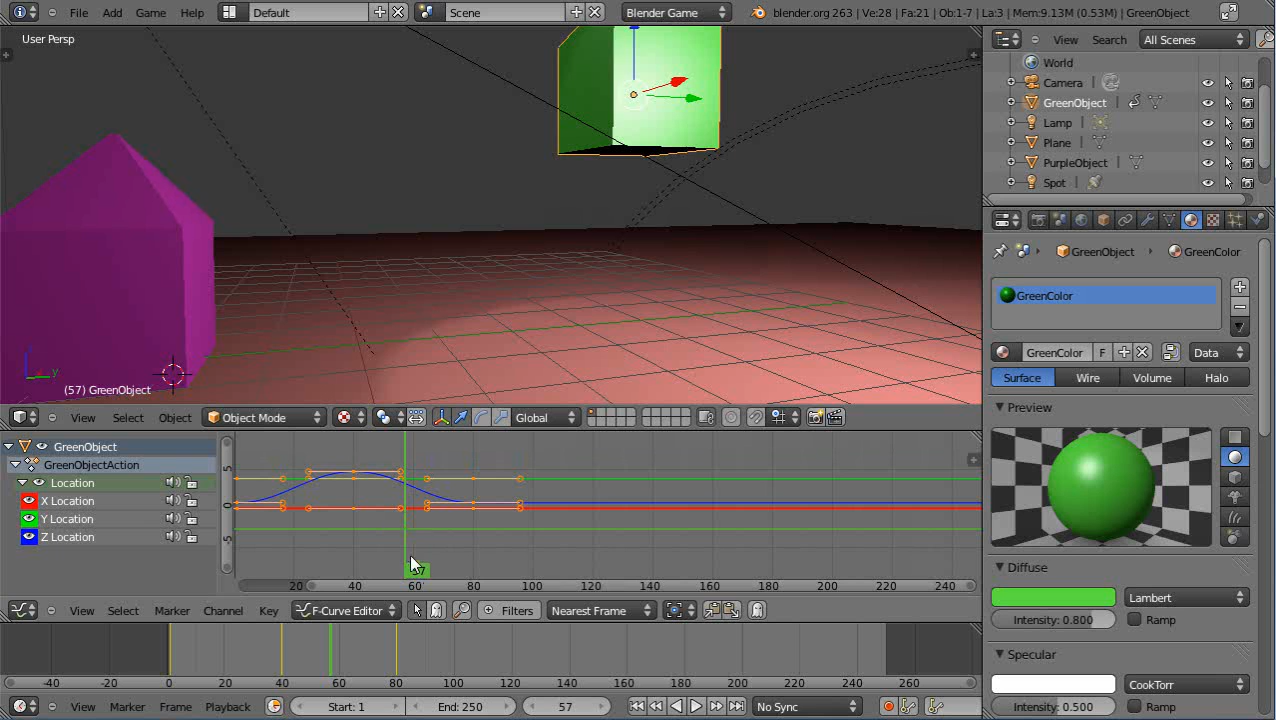 File Add Game Help Default Scene Blender Game blender.org 263 | Ve:28 | Fa:21 | Ob:1-7 | La:3 | Mem:9.13M (0.53M) | GreenObject
User Persp
View Search All Scenes
World
Camera
GreenObject
Lamp
Plane
PurpleObject
Spot
GreenObject GreenColor
GreenColor
GreenColor F Data
Surface Wire Volume Halo
Preview
y
(57) GreenObject
View Select Object Object Mode Global
GreenObject
GreenObjectAction
Location
X Location
Y Location
Z Location
5
0
-5
20 40 60 80 100 120 140 160 180 200 220 240
View Select Marker Channel Key F-Curve Editor Filters Nearest Frame
-40 -20 0 20 40 60 80 100 120 140 160 180 200 220 240 260
View Marker Frame Playback Start: 1 End: 250 57 No Sync
Diffuse
Lambert
Intensity: 0.800 Ramp
Specular
CookTorr
Intensity: 0.500 Ramp